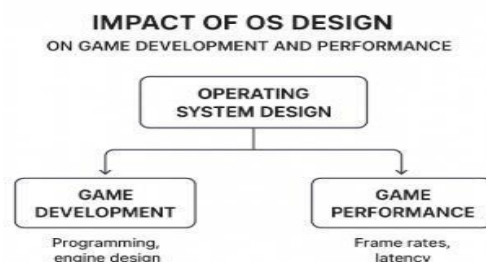 IMPACT OF OS DESIGN
ON GAME DEVELOPMENT AND PERFORMANCE
OPERATING
SYSTEM DESIGN
GAME
DEVELOPMENT
GAME
PERFORMANCE
Programming,
engine design
Frame rates,
latency